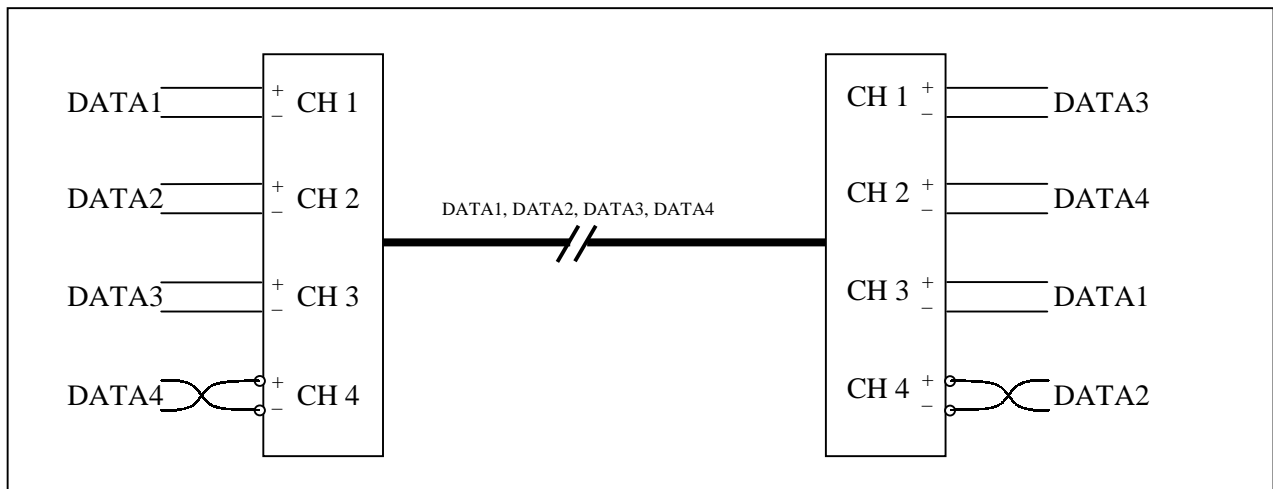 DATA1
+
−
CH 1
DATA2
+
−
CH 2
DATA3
+
−
CH 3
DATA4
+
−
CH 4
DATA1, DATA2, DATA3, DATA4
CH 1
+
−
DATA3
CH 2
+
−
DATA4
CH 3
+
−
DATA1
CH 4
+
−
DATA2